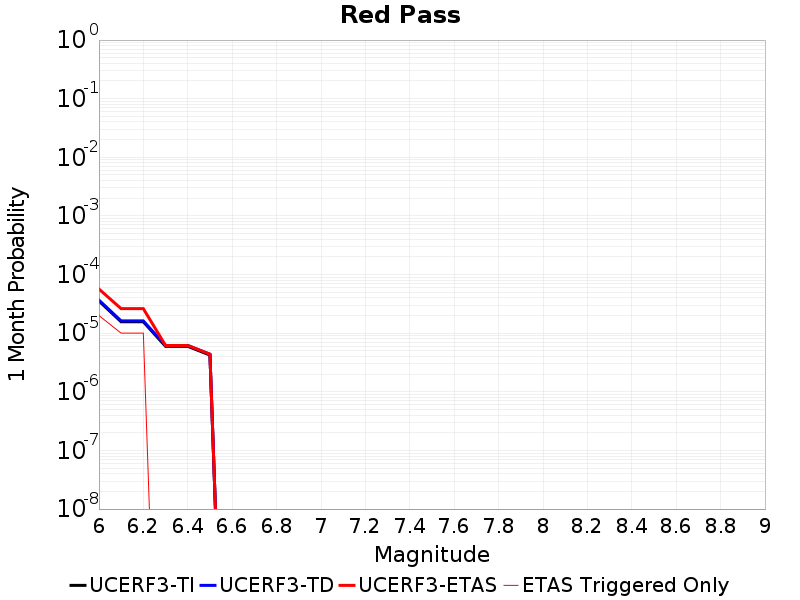 Red Pass
1 Month Probability
10^0
10^-1
10^-2
10^-3
10^-4
10^-5
10^-6
10^-7
10^-8
6 6.2 6.4 6.6 6.8 7 7.2 7.4 7.6 7.8 8 8.2 8.4 8.6 8.8 9
Magnitude
UCERF3-TI UCERF3-TD UCERF3-ETAS ETAS Triggered Only